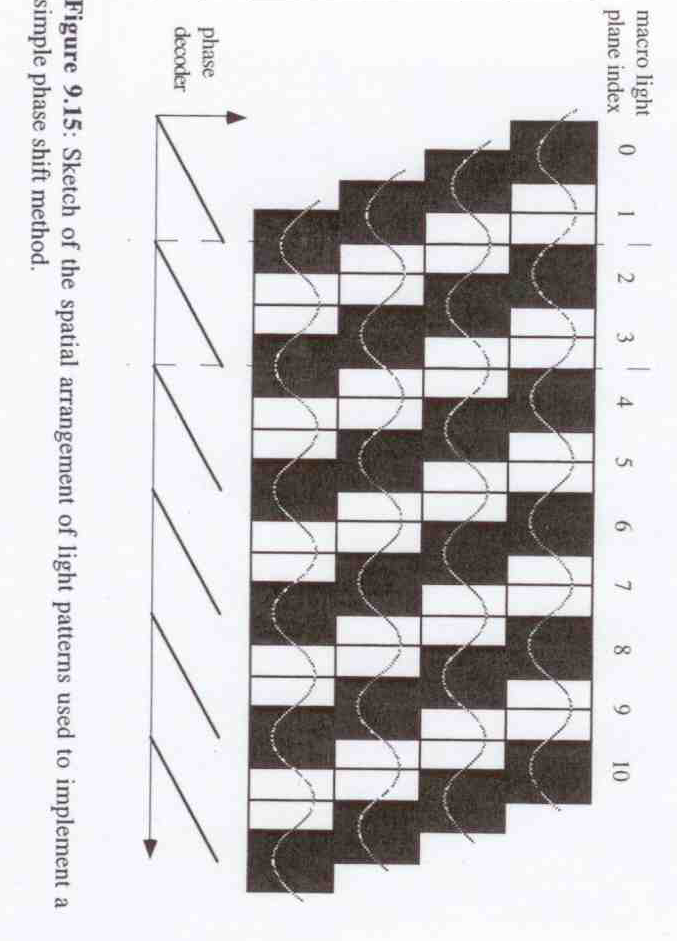 macro light
plane index
0 1 2 3 4 5 6 7 8 9 10
phase
decoder
Figure 9.15: Sketch of the spatial arrangement of light patterns used to implement a
simple phase shift method.